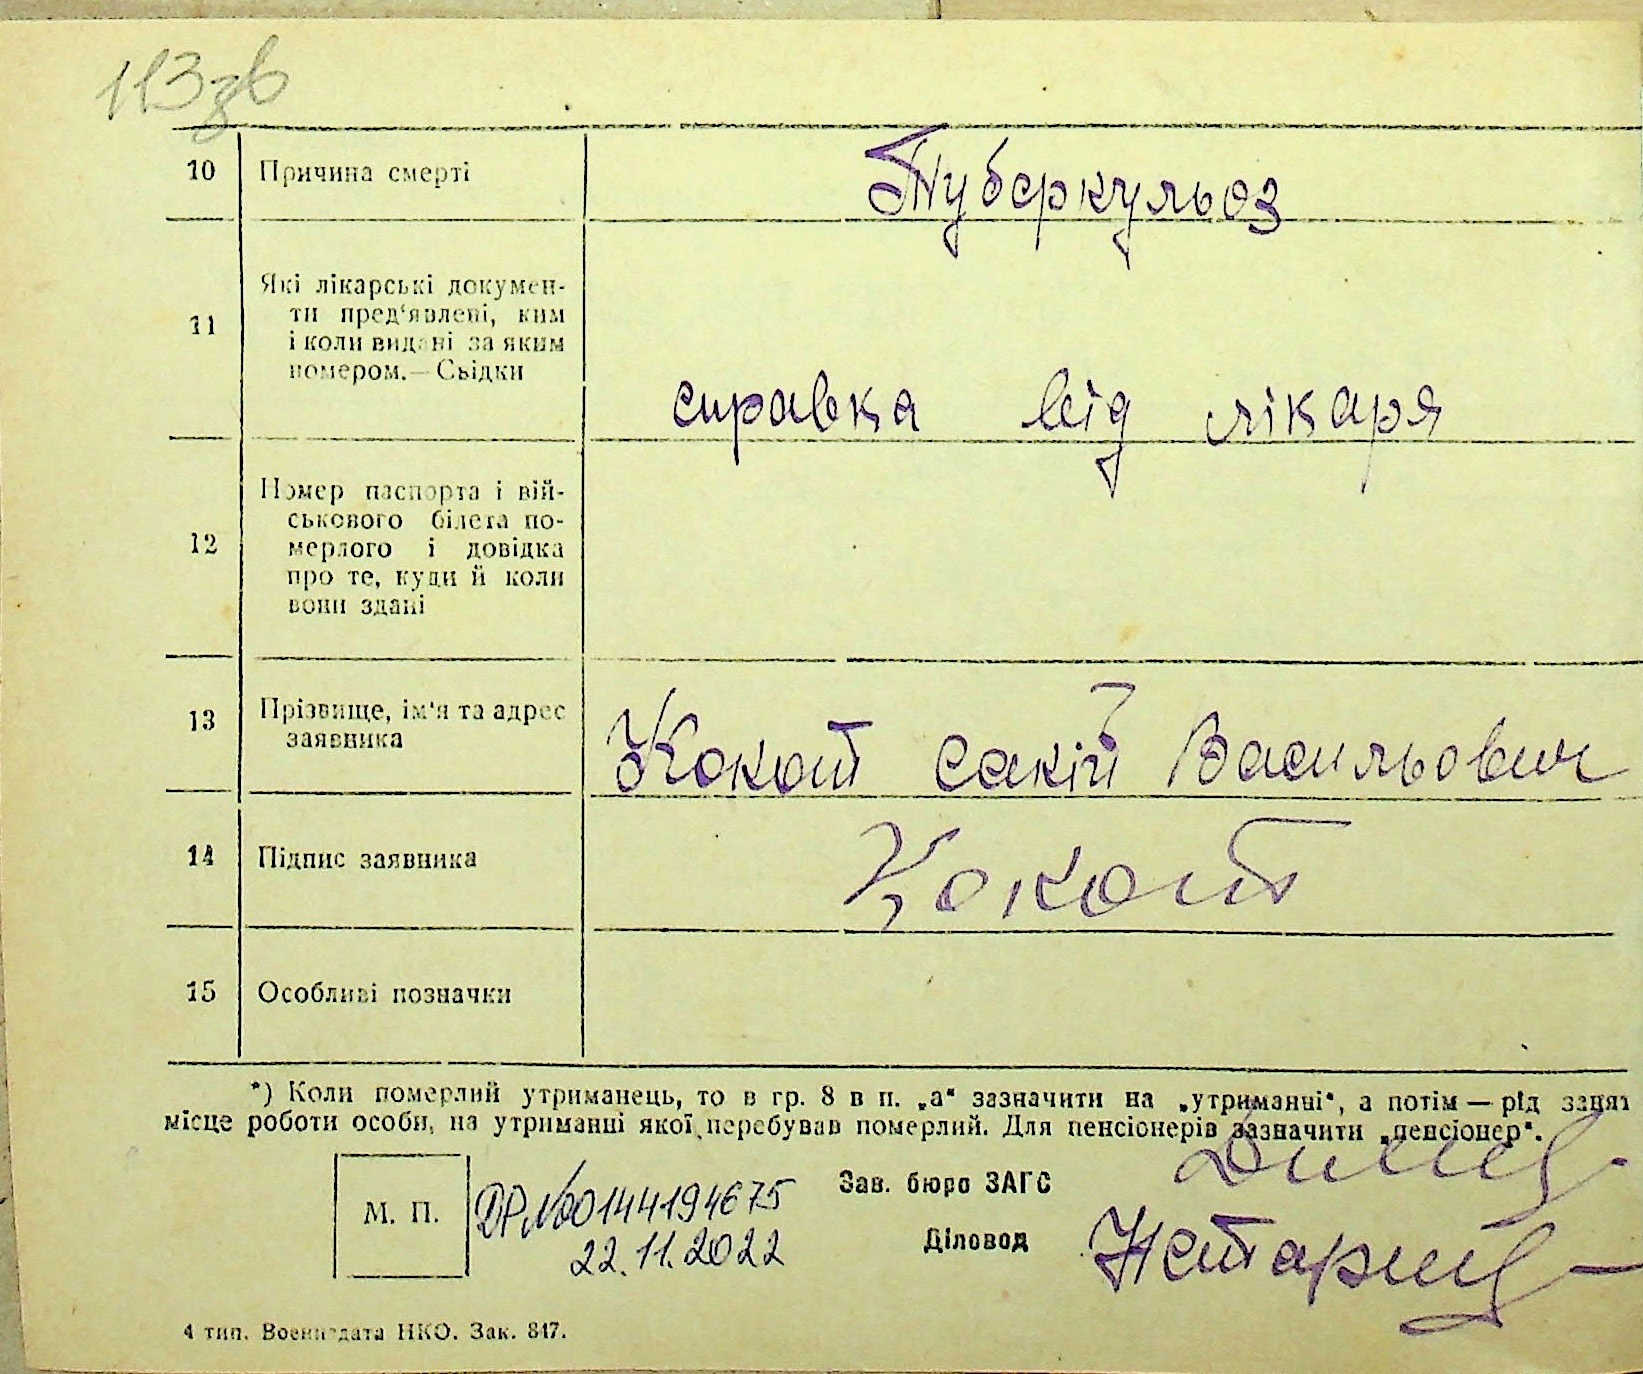 113зв
10 Причина смерті Туберкульоз
11 Які лікарські докумен-
ти пред‘явлені, ким
і коли видані за яким
номером.—Свідки
справка від лікаря
12 Номер паспорта і вій-
ськового білета по-
мерлого і довідка
про те, куди й коли
вони здані
13 Прізвище, ім‘я та адрес
заявника
Кокот Сакій Васильович
14 Підпис заявника Кокот
15 Особливі позначки
*) Коли померлий утриманець, то в гр. 8 в п. „а“ зазначити на „утриманні“, а потім — рід занят
місце роботи особи, на утриманні якої перебував померлий. Для пенсіонерів зазначити „пенсіонер“.
М. П.
ДР №00144194675
22.11.2022
Зав. бюро ЗАГС
Діловод
4 тип. Воениздата НКО. Зак. 847.